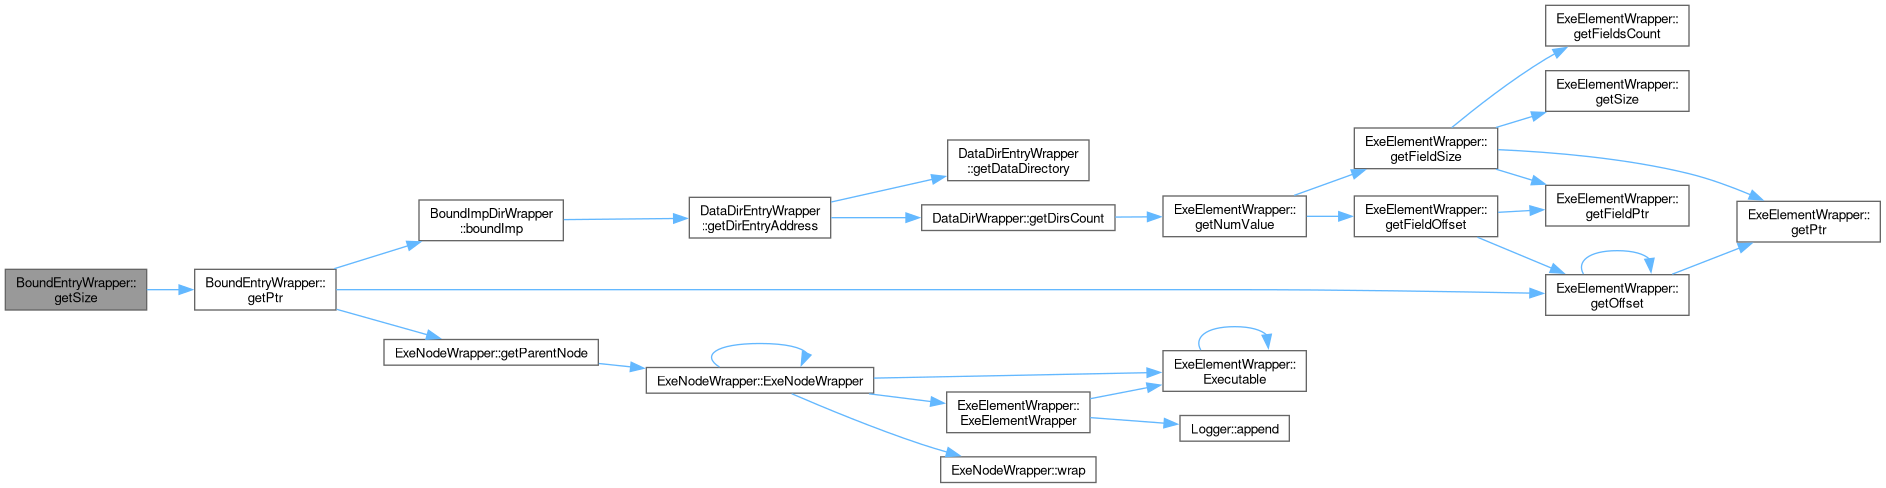 BoundEntryWrapper::
getSize
BoundEntryWrapper::
getPtr
BoundImpDirWrapper
::boundImp
DataDirEntryWrapper
::getDirEntryAddress
DataDirEntryWrapper
::getDataDirectory
DataDirWrapper::getDirsCount
ExeElementWrapper::
getNumValue
ExeElementWrapper::
getFieldSize
ExeElementWrapper::
getFieldsCount
ExeElementWrapper::
getSize
ExeElementWrapper::
getFieldPtr
ExeElementWrapper::
getPtr
ExeElementWrapper::
getFieldOffset
ExeElementWrapper::
getOffset
ExeNodeWrapper::getParentNode
ExeNodeWrapper::ExeNodeWrapper
ExeElementWrapper::
Executable
ExeElementWrapper::
ExeElementWrapper
Logger::append
ExeNodeWrapper::wrap